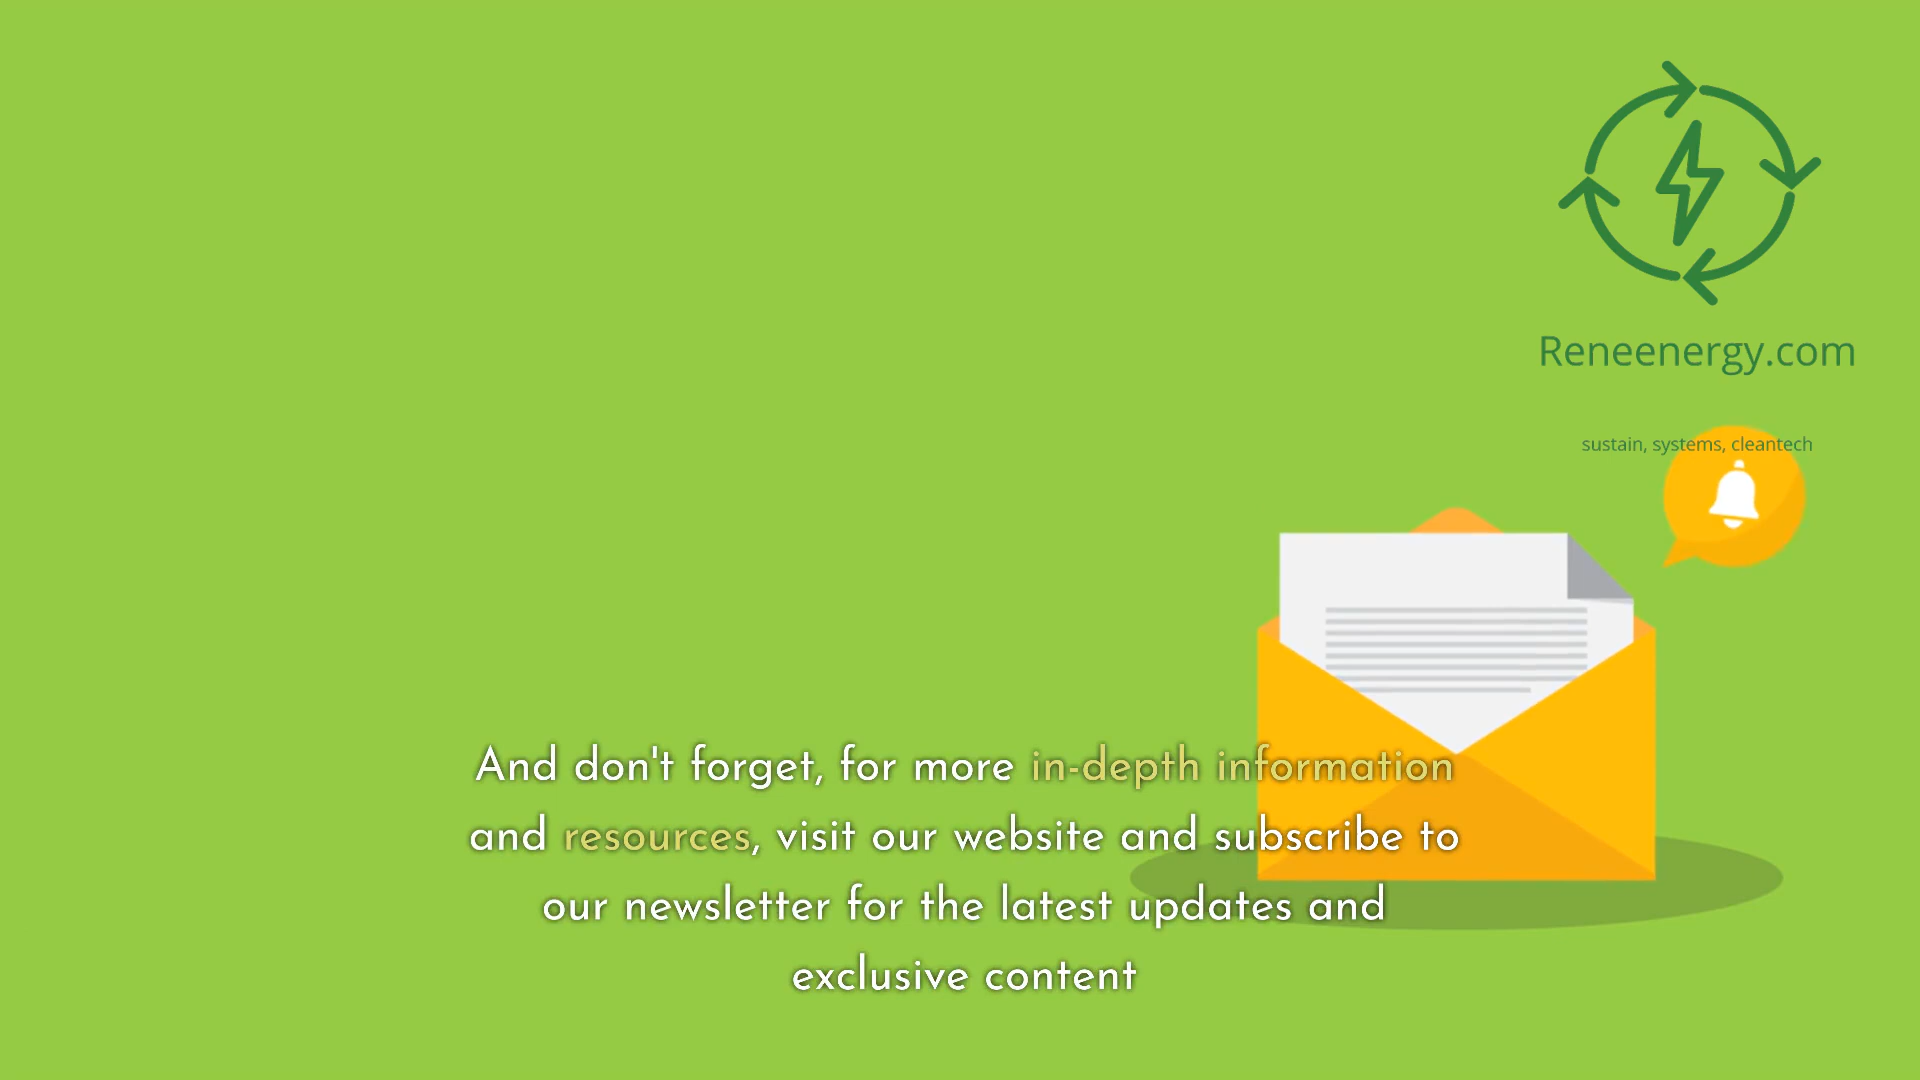 Reneenergy.com
sustain, systems, cleantech
And don't forget, for more in-depth information
and resources, visit our website and subscribe to
our newsletter for the latest updates and
exclusive content